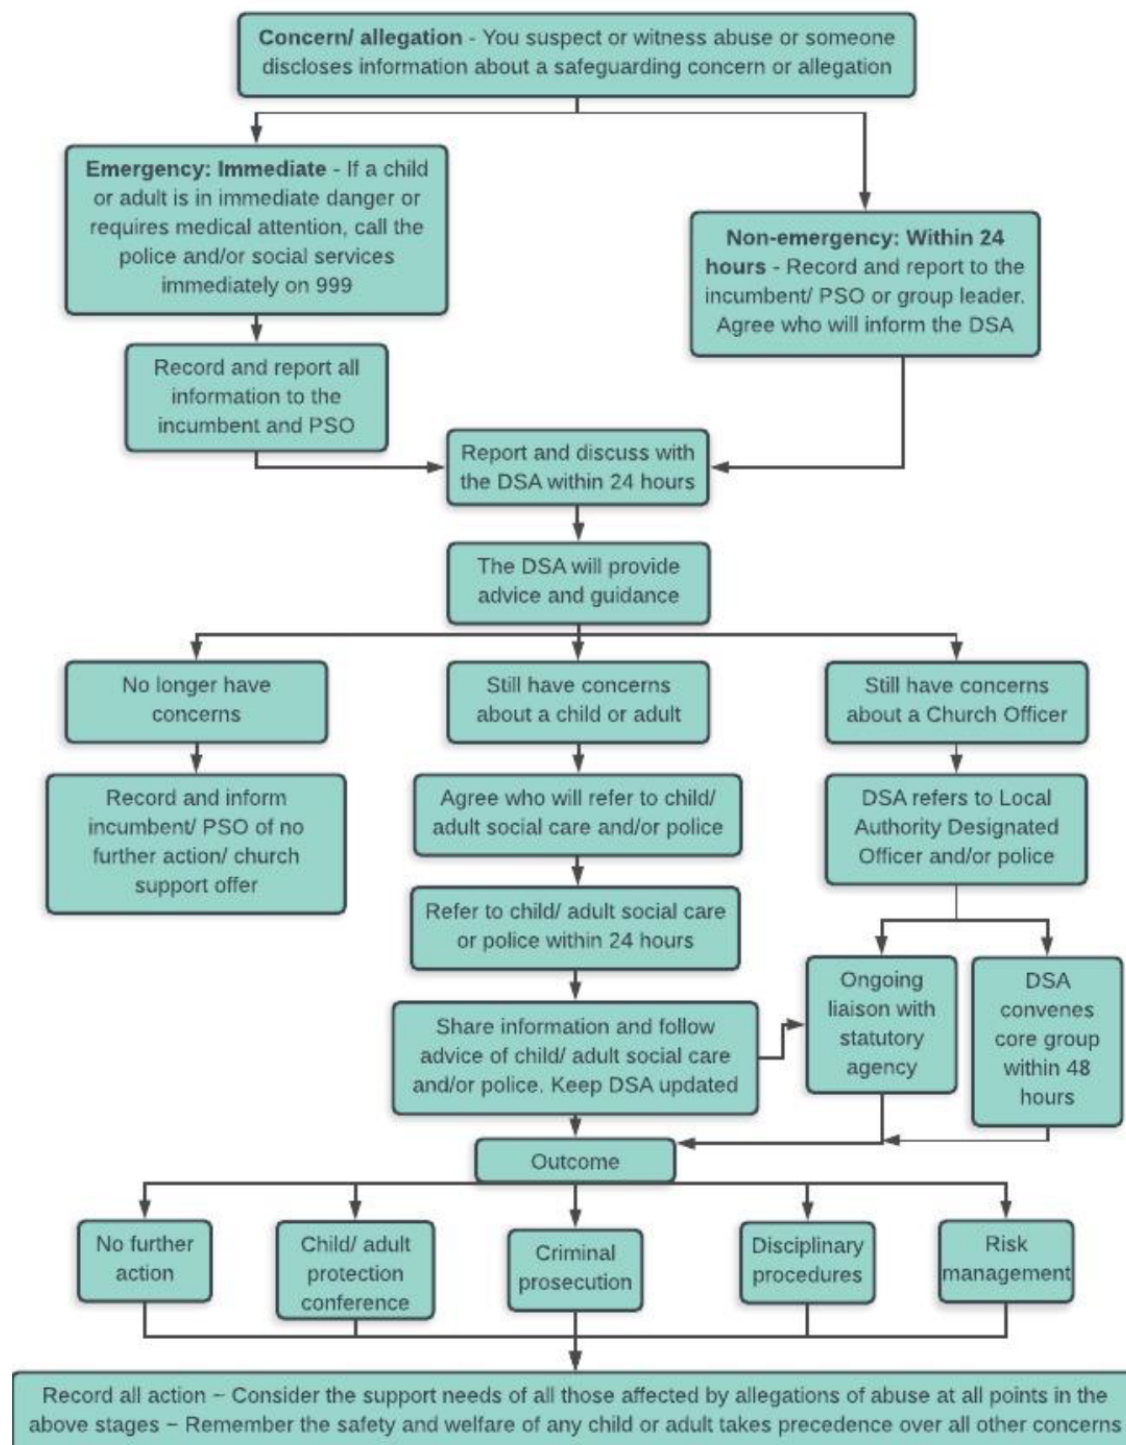 Concern/ allegation - You suspect or witness abuse or someone
discloses information about a safeguarding concern or allegation
Emergency: Immediate - If a child
or adult is in immediate danger or
requires medical attention, call the
police and/or social services
immediately on 999
Non-emergency: Within 24
hours - Record and report to the
incumbent/ PSO or group leader.
Agree who will inform the DSA
Record and report all
information to the
incumbent and PSO
Report and discuss with
the DSA within 24 hours
The DSA will provide
advice and guidance
No longer have
concerns
Still have concerns
about a child or adult
Still have concerns
about a Church Officer
Record and inform
incumbent/ PSO of no
further action/ church
support offer
Agree who will refer to child/
adult social care and/or police
DSA refers to Local
Authority Designated
Officer and/or police
Refer to child/ adult social care
or police within 24 hours
Share information and follow
advice of child/ adult social care
and/or police. Keep DSA updated
Ongoing
liaison with
statutory
agency
DSA
convenes
core group
within 48
hours
Outcome
No further
action
Child/ adult
protection
conference
Criminal
prosecution
Disciplinary
procedures
Risk
management
Record all action – Consider the support needs of all those affected by allegations of abuse at all points in the
above stages – Remember the safety and welfare of any child or adult takes precedence over all other concerns